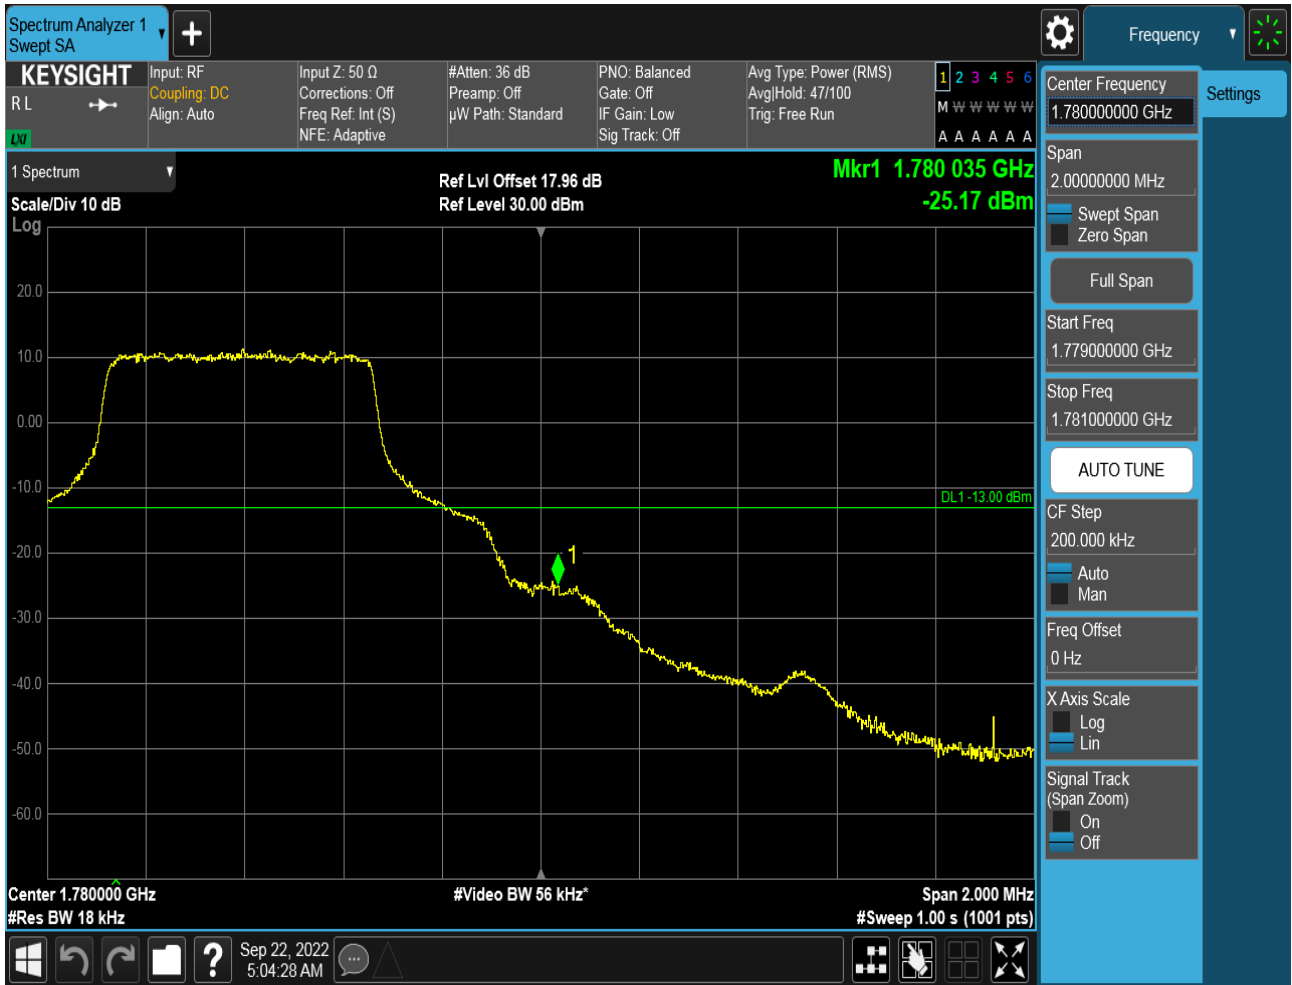 Spectrum Analyzer 1
Swept SA
Frequency
KEYSIGHT
R L
LXI
Input: RF
Coupling: DC
Align: Auto
Input Z: 50 Ω
Corrections: Off
Freq Ref: Int (S)
NFE: Adaptive
#Atten: 36 dB
Preamp: Off
µW Path: Standard
PNO: Balanced
Gate: Off
IF Gain: Low
Sig Track: Off
Avg Type: Power (RMS)
Avg|Hold: 47/100
Trig: Free Run
1 2 3 4 5 6
M W W W W W
A A A A A A
Center Frequency
1.780000000 GHz
Settings
Span
2.00000000 MHz
Swept Span
Zero Span
Full Span
Start Freq
1.779000000 GHz
Stop Freq
1.781000000 GHz
AUTO TUNE
CF Step
200.000 kHz
Auto
Man
Freq Offset
0 Hz
X Axis Scale
Log
Lin
Signal Track
(Span Zoom)
On
Off
1 Spectrum
Scale/Div 10 dB
Log
Ref Lvl Offset 17.96 dB
Ref Level 30.00 dBm
Mkr1 1.780 035 GHz
-25.17 dBm
20.0
10.0
0.00
-10.0
DL1 -13.00 dBm
-20.0
1
-30.0
-40.0
-50.0
-60.0
Center 1.780000 GHz
#Video BW 56 kHz*
Span 2.000 MHz
#Res BW 18 kHz
#Sweep 1.00 s (1001 pts)
?
Sep 22, 2022
5:04:28 AM